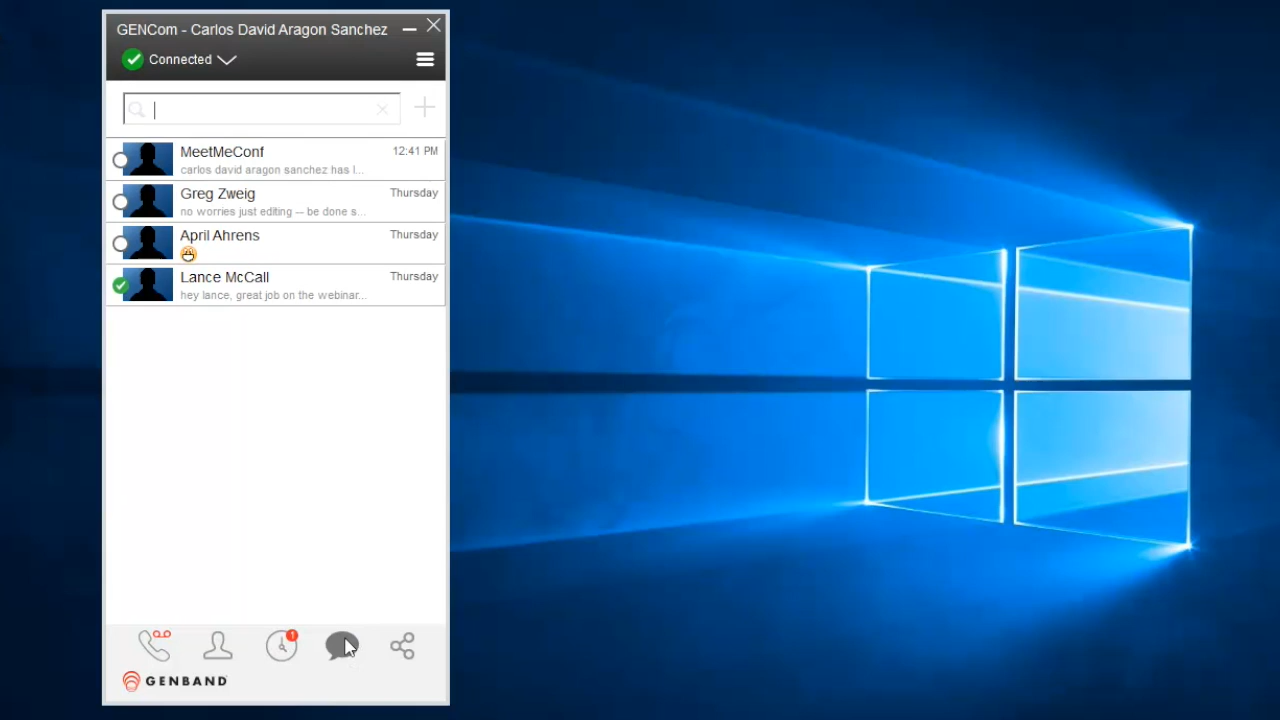 GENCom - Carlos David Aragon Sanchez
Connected
MeetMeConf 12:41 PM
carlos david aragon sanchez has l...
Greg Zweig Thursday
no worries just editing -- be done s...
April Ahrens Thursday
Lance McCall Thursday
hey lance, great job on the webinar...
1
GENBAND